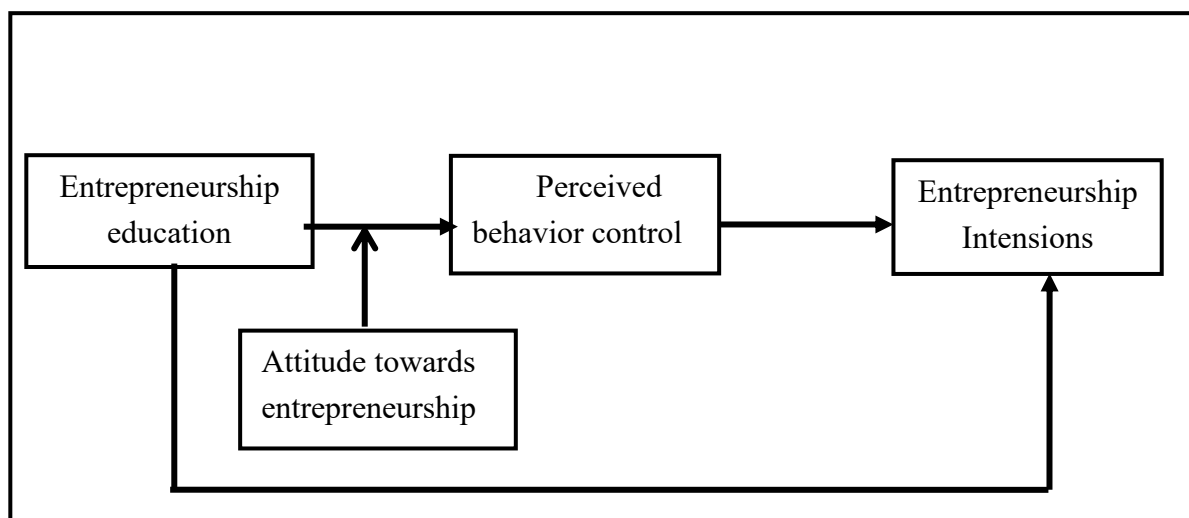 Entrepreneurship
education
Perceived
behavior control
Entrepreneurship
Intensions
Attitude towards
entrepreneurship